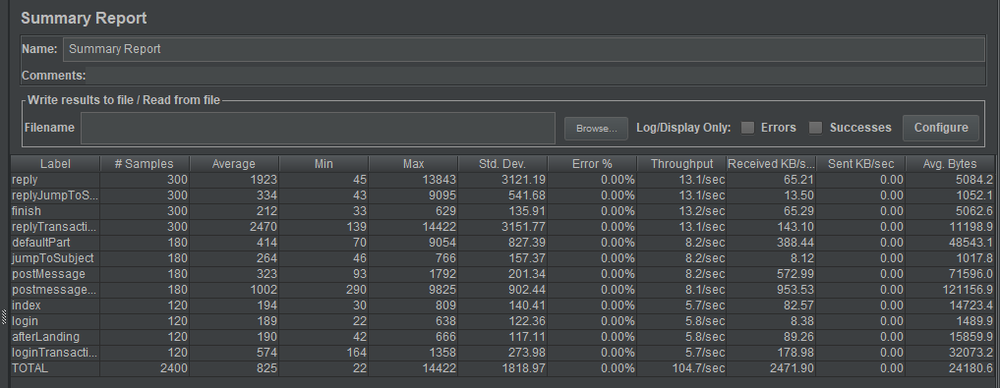 Summary Report
Name: Summary Report
Comments:
Write results to file / Read from file
Filename Browse... Log/Display Only: Errors Successes Configure
Label # Samples Average Min Max Std. Dev. Error % Throughput Received KB/s... Sent KB/sec Avg. Bytes
reply 300 1923 45 13843 3121.19 0.00% 13.1/sec 65.21 0.00 5084.2
replyJumpToS... 300 334 43 9095 541.68 0.00% 13.2/sec 13.50 0.00 1052.1
finish 300 212 33 629 135.91 0.00% 13.2/sec 65.29 0.00 5062.6
replyTransacti... 300 2470 139 14422 3151.77 0.00% 13.1/sec 143.10 0.00 11198.9
defaultPart 180 414 70 9054 827.39 0.00% 8.2/sec 388.44 0.00 48543.1
jumpToSubject 180 264 46 766 157.37 0.00% 8.2/sec 8.12 0.00 1017.8
postMessage 180 323 93 1792 201.34 0.00% 8.2/sec 572.99 0.00 71596.0
postmessage... 180 1002 290 9825 902.44 0.00% 8.1/sec 953.53 0.00 121156.9
index 120 194 30 809 140.41 0.00% 5.7/sec 82.57 0.00 14723.4
login 120 189 22 638 122.36 0.00% 5.8/sec 8.38 0.00 1489.9
afterLanding 120 190 42 666 117.11 0.00% 5.8/sec 89.26 0.00 15859.9
loginTransacti... 120 574 164 1358 273.98 0.00% 5.7/sec 178.98 0.00 32073.2
TOTAL 2400 825 22 14422 1818.97 0.00% 104.7/sec 2471.90 0.00 24180.6